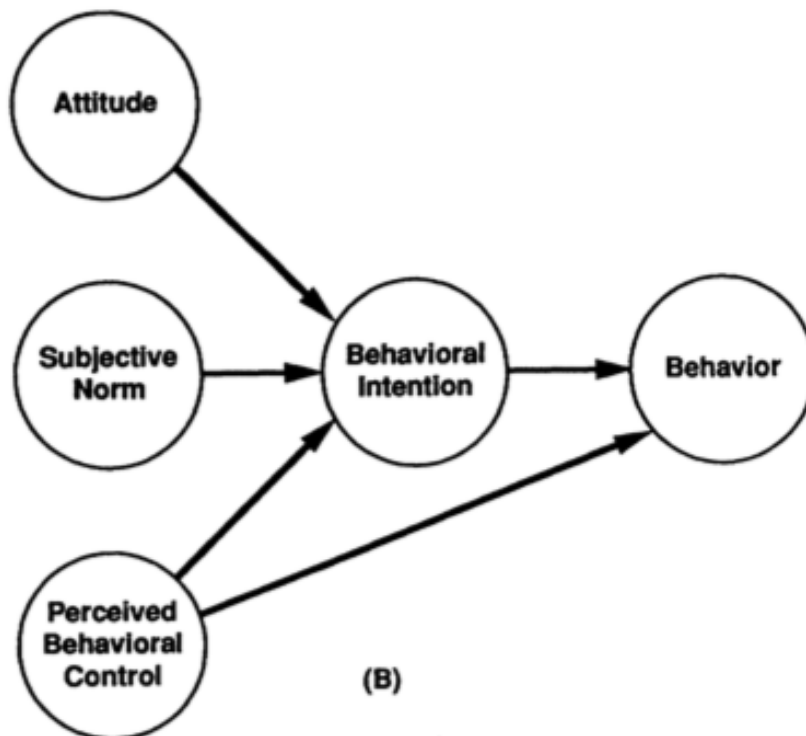 Attitude
Subjective
Norm
Behavioral
Intention
Behavior
Perceived
Behavioral
Control
(B)